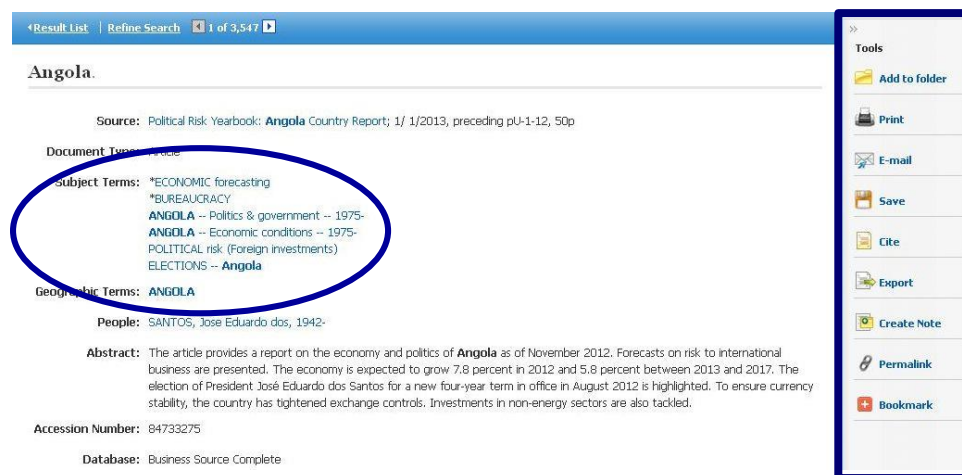 Result List | Refine Search 1 of 3,547
Angola.
Source: Political Risk Yearbook: Angola Country Report; 1/ 1/2013, preceding pU-1-12, 50p
Document Type: Article
Subject Terms: *ECONOMIC forecasting
*BUREAUCRACY
ANGOLA -- Politics & government -- 1975-
ANGOLA -- Economic conditions -- 1975-
POLITICAL risk (Foreign investments)
ELECTIONS -- Angola
Geographic Terms: ANGOLA
People: SANTOS, Jose Eduardo dos, 1942-
Abstract: The article provides a report on the economy and politics of Angola as of November 2012. Forecasts on risk to international
business are presented. The economy is expected to grow 7.8 percent in 2012 and 5.8 percent between 2013 and 2017. The
election of President José Eduardo dos Santos for a new four-year term in office in August 2012 is highlighted. To ensure currency
stability, the country has tightened exchange controls. Investments in non-energy sectors are also tackled.
Accession Number: 84733275
Database: Business Source Complete
»
Tools
Add to folder
Print
E-mail
Save
Cite
Export
Create Note
Permalink
Bookmark